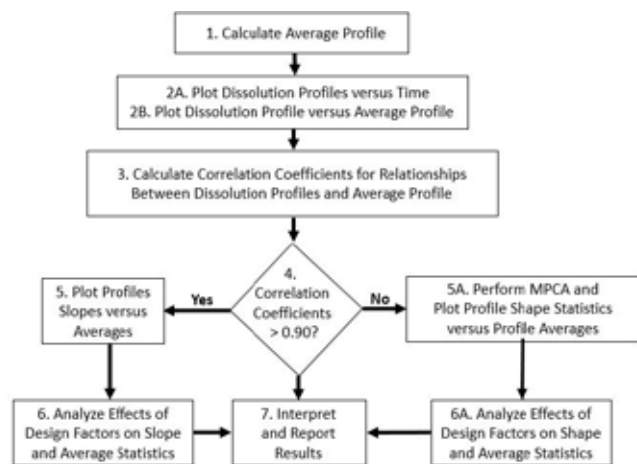 1. Calculate Average Profile
2A. Plot Dissolution Profiles versus Time
2B. Plot Dissolution Profile versus Average Profile
3. Calculate Correlation Coefficients for Relationships
Between Dissolution Profiles and Average Profile
4.
Correlation
Coefficients
> 0.90?
Yes
No
5. Plot Profiles
Slopes versus
Averages
5A. Perform MPCA and
Plot Profile Shape Statistics
versus Profile Averages
6. Analyze Effects of
Design Factors on Slope
and Average Statistics
7. Interpret
and Report
Results
6A. Analyze Effects of
Design Factors on Shape
and Average Statistics